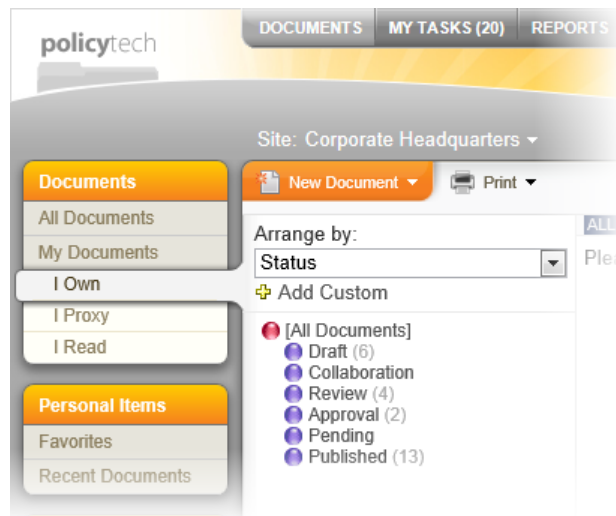 policytech
DOCUMENTS MY TASKS (20) REPORTS
Site: Corporate Headquarters
Documents
All Documents
My Documents
I Own
I Proxy
I Read
Personal Items
Favorites
Recent Documents
New Document Print
Arrange by:
Status
Add Custom
[All Documents]
Draft (6)
Collaboration
Review (4)
Approval (2)
Pending
Published (13)
ALL
Plea